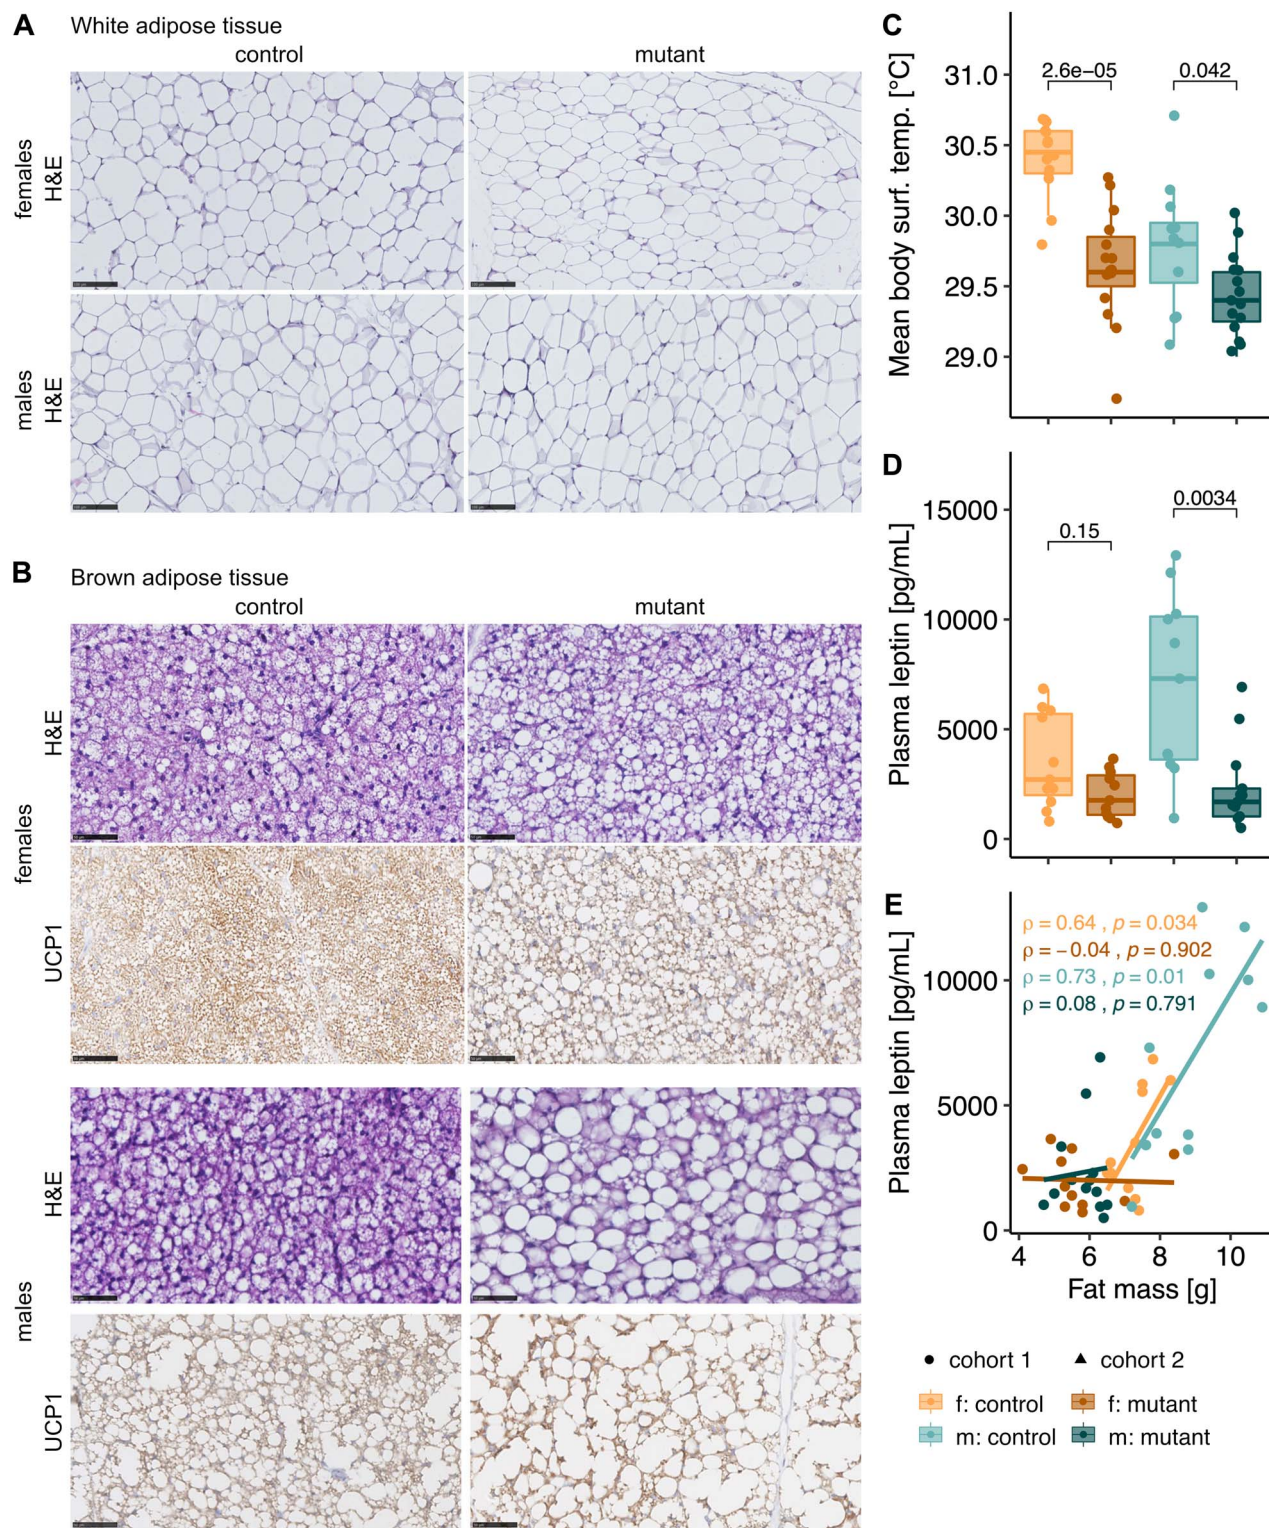 A
White adipose tissue
control
mutant
females
H&E
males
H&E
B
Brown adipose tissue
control
mutant
females
H&E
UCP1
males
H&E
UCP1
C
Mean body surf. temp. [°C]
31.0
30.5
30.0
29.5
29.0
2.6e−05
0.042
D
Plasma leptin [pg/mL]
15000
10000
5000
0
0.15
0.0034
E
Plasma leptin [pg/mL]
10000
5000
0
ρ = 0.64 , p = 0.034
ρ = −0.04 , p = 0.902
ρ = 0.73 , p = 0.01
ρ = 0.08 , p = 0.791
4 6 8 10
Fat mass [g]
cohort 1 cohort 2
f: control f: mutant
m: control m: mutant